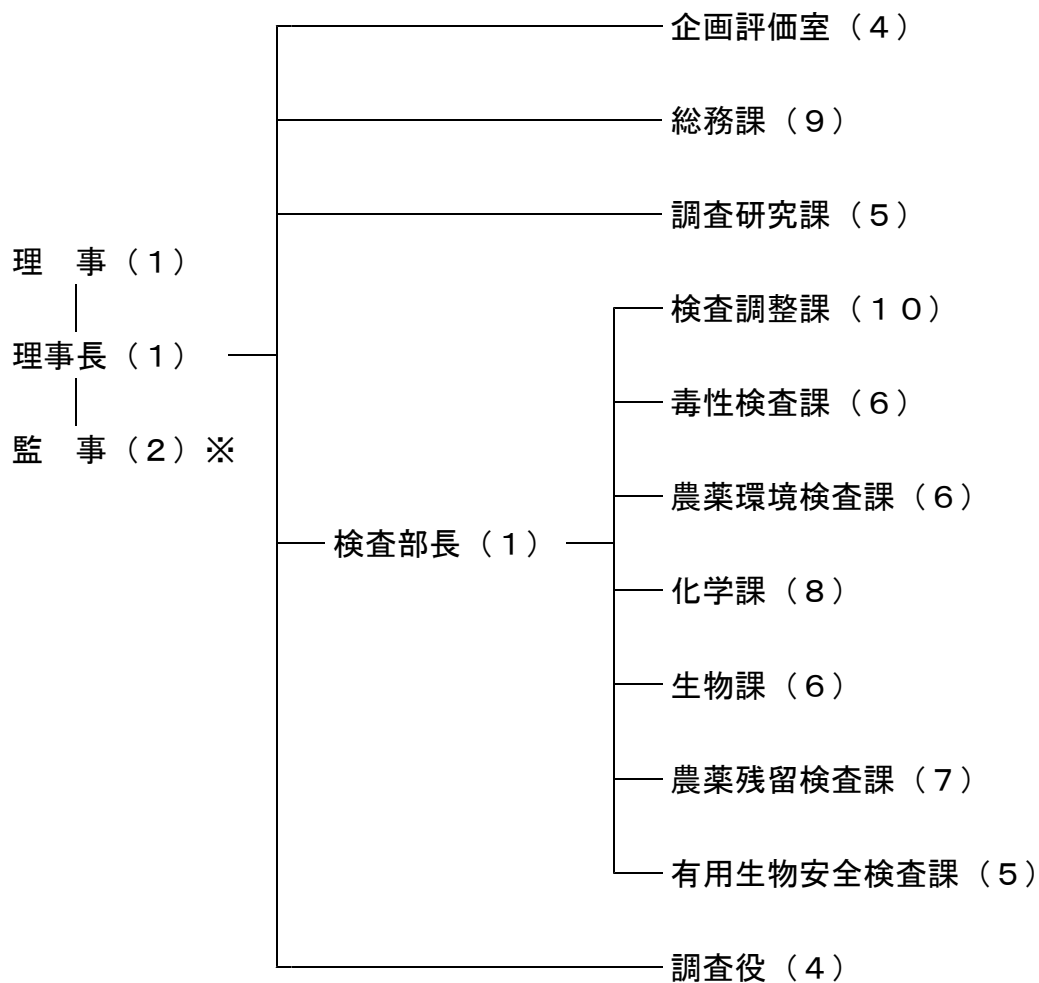 企画評価室（４）
総務課（９）
調査研究課（５）
理　事（１）
検査調整課（１０）
理事長（１）
毒性検査課（６）
監　事（２）※
農薬環境検査課（６）
検査部長（１）
化学課（８）
生物課（６）
農薬残留検査課（７）
有用生物安全検査課（５）
調査役（４）